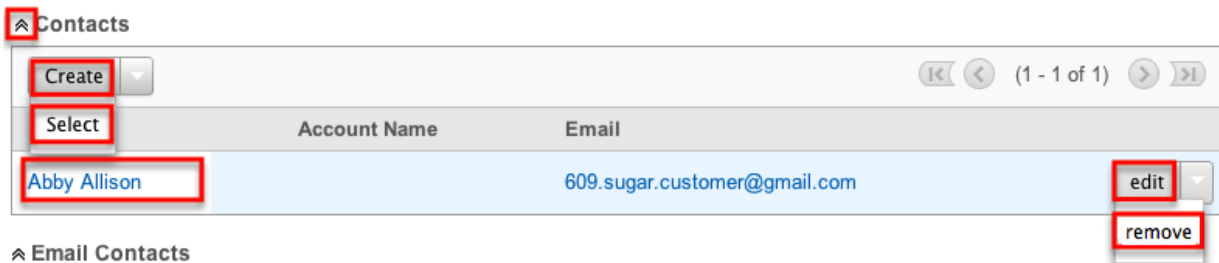 Contacts
Create (1 - 1 of 1)
Select Account Name Email
Abby Allison 609.sugar.customer@gmail.com edit
remove
Email Contacts